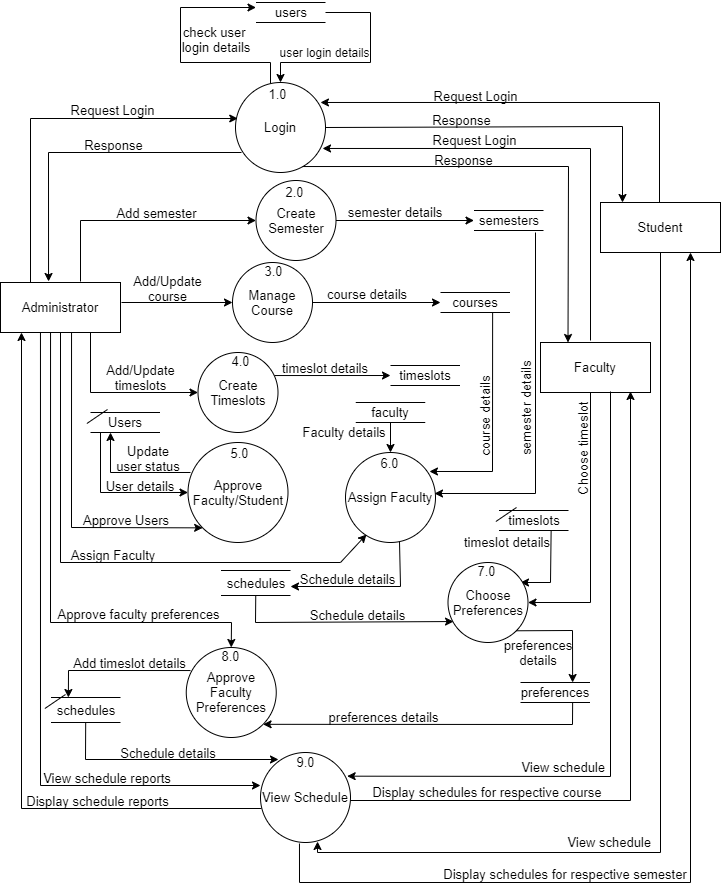 users
check user
login details
user login details
1.0
Login
Request Login
Response
Request Login
Response
Request Login
Response
2.0
Create
Semester
Add semester
semester details
semesters
Student
3.0
Manage
Course
Add/Update
course
course details
courses
Administrator
4.0
Create
Timeslots
Add/Update
timeslots
timeslot details
timeslots
Faculty
Users
faculty
Faculty details
course details
semester details
Choose timeslot
Update
user status
User details
5.0
Approve
Faculty/Student
6.0
Assign Faculty
Approve Users
timeslots
timeslot details
Assign Faculty
schedules
Schedule details
7.0
Choose
Preferences
Approve faculty preferences
Schedule details
preferences
details
8.0
Approve
Faculty
Preferences
Add timeslot details
schedules
preferences
preferences details
Schedule details
9.0
View Schedule
View schedule
View schedule reports
Display schedules for respective course
Display schedule reports
View schedule
Display schedules for respective semester